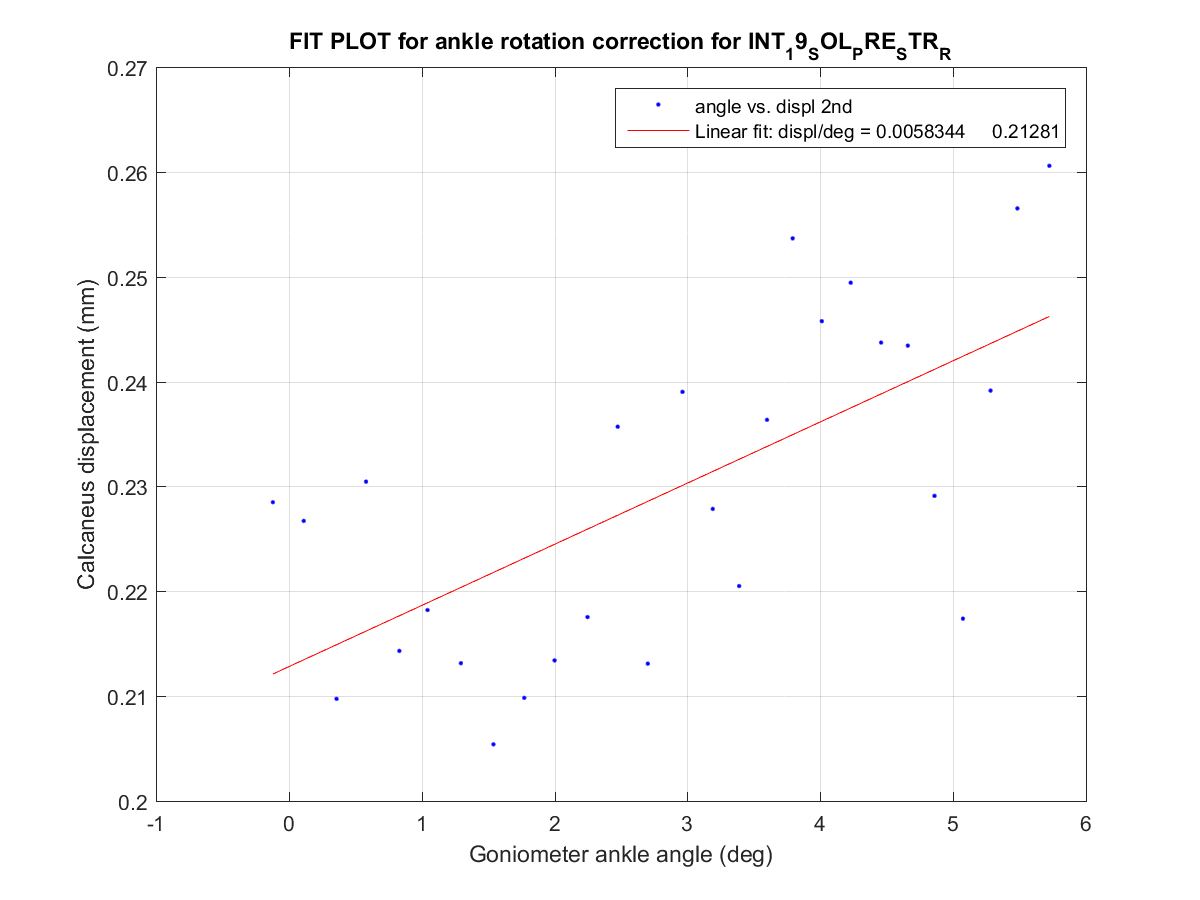 FIT PLOT for ankle rotation correction for INT_19_SOL_PRE_STR_R
0.27
angle vs. displ 2nd
Linear fit: displ/deg = 0.0058344 0.21281
0.26
0.25
0.24
0.23
0.22
0.21
0.2
Calcaneus displacement (mm)
-1 0 1 2 3 4 5 6
Goniometer ankle angle (deg)